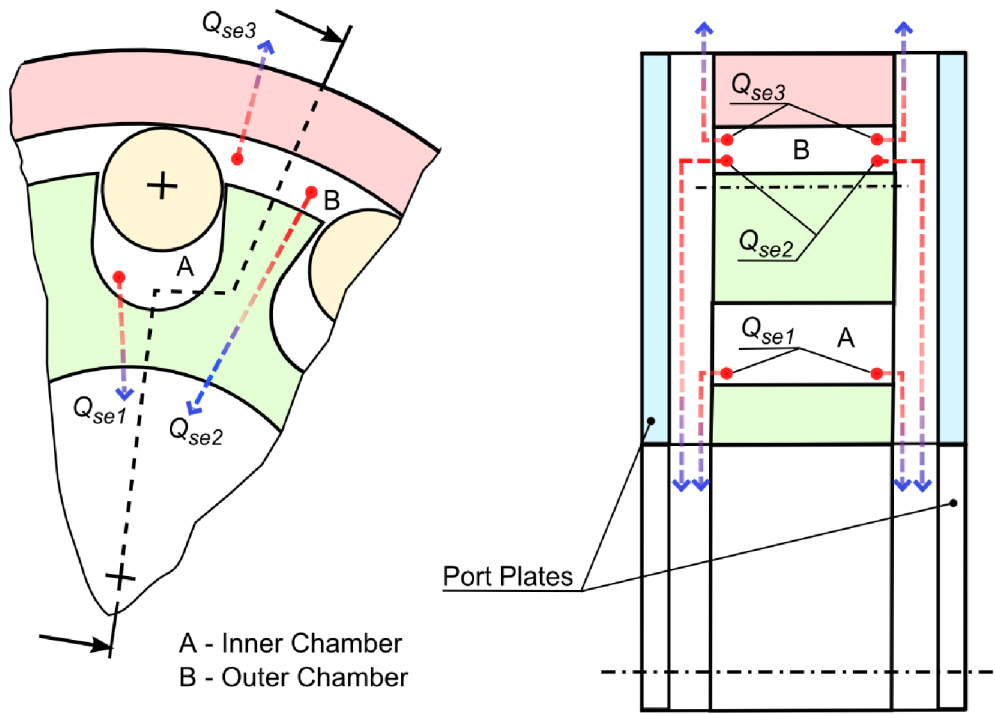 Qse3
B
A
Qse1
Qse2
A - Inner Chamber
B - Outer Chamber
Qse3
B
Qse2
Qse1
A
Port Plates